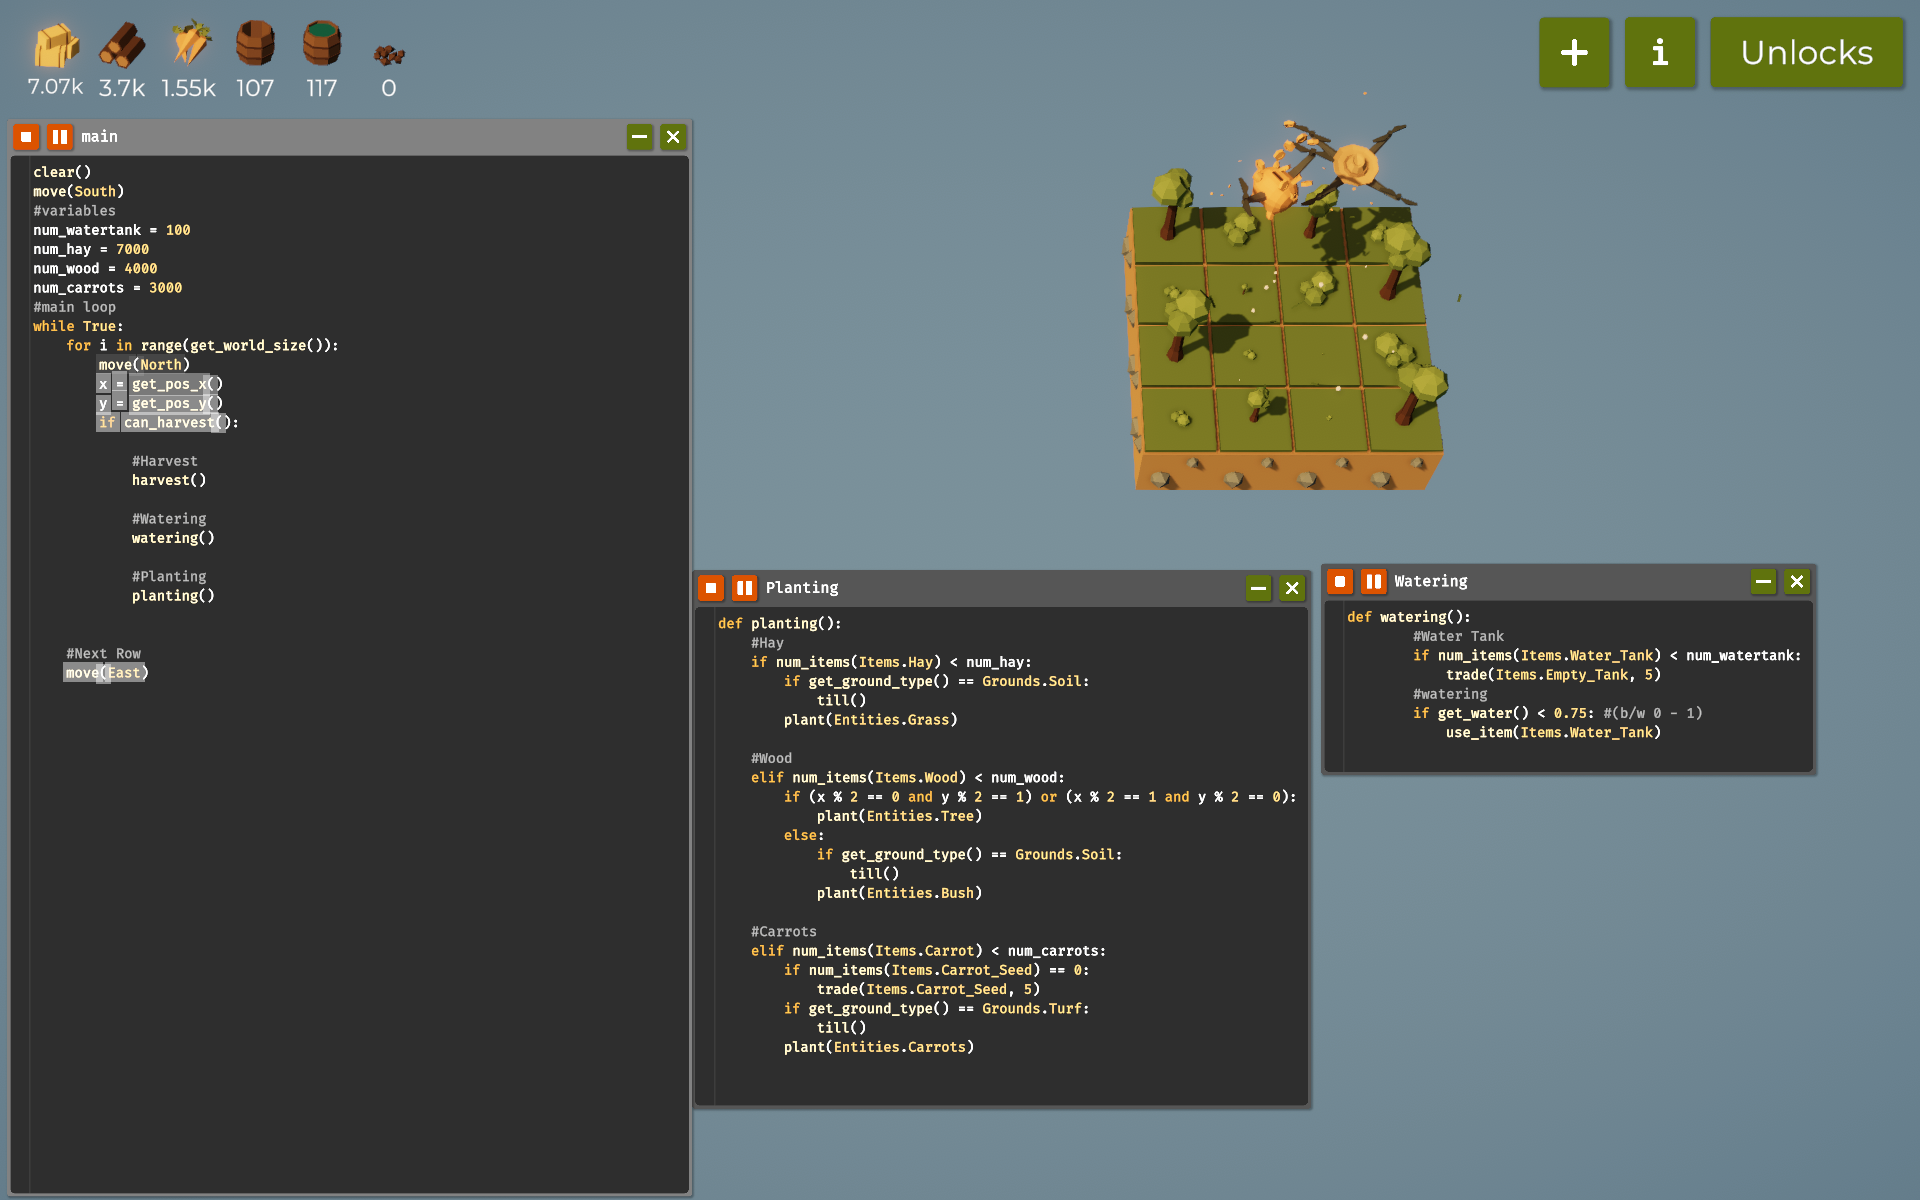 7.07k 3.7k 1.55k 107 117 0
+ i Unlocks
main
clear()
move(South)
#variables
num_watertank = 100
num_hay = 7000
num_wood = 4000
num_carrots = 3000
#main loop
while True:
for i in range(get_world_size()):
move(North)
x = get_pos_x()
y = get_pos_y()
if can_harvest():
#Harvest
harvest()
#Watering
watering()
#Planting
planting()
#Next Row
move(East)
Planting
def planting():
#Hay
if num_items(Items.Hay) < num_hay:
if get_ground_type() == Grounds.Soil:
till()
plant(Entities.Grass)
#Wood
elif num_items(Items.Wood) < num_wood:
if (x % 2 == 0 and y % 2 == 1) or (x % 2 == 1 and y % 2 == 0):
plant(Entities.Tree)
else:
if get_ground_type() == Grounds.Soil:
till()
plant(Entities.Bush)
#Carrots
elif num_items(Items.Carrot) < num_carrots:
if num_items(Items.Carrot_Seed) == 0:
trade(Items.Carrot_Seed, 5)
if get_ground_type() == Grounds.Turf:
till()
plant(Entities.Carrots)
Watering
def watering():
#Water Tank
if num_items(Items.Water_Tank) < num_watertank:
trade(Items.Empty_Tank, 5)
#watering
if get_water() < 0.75: #(b/w 0 - 1)
use_item(Items.Water_Tank)